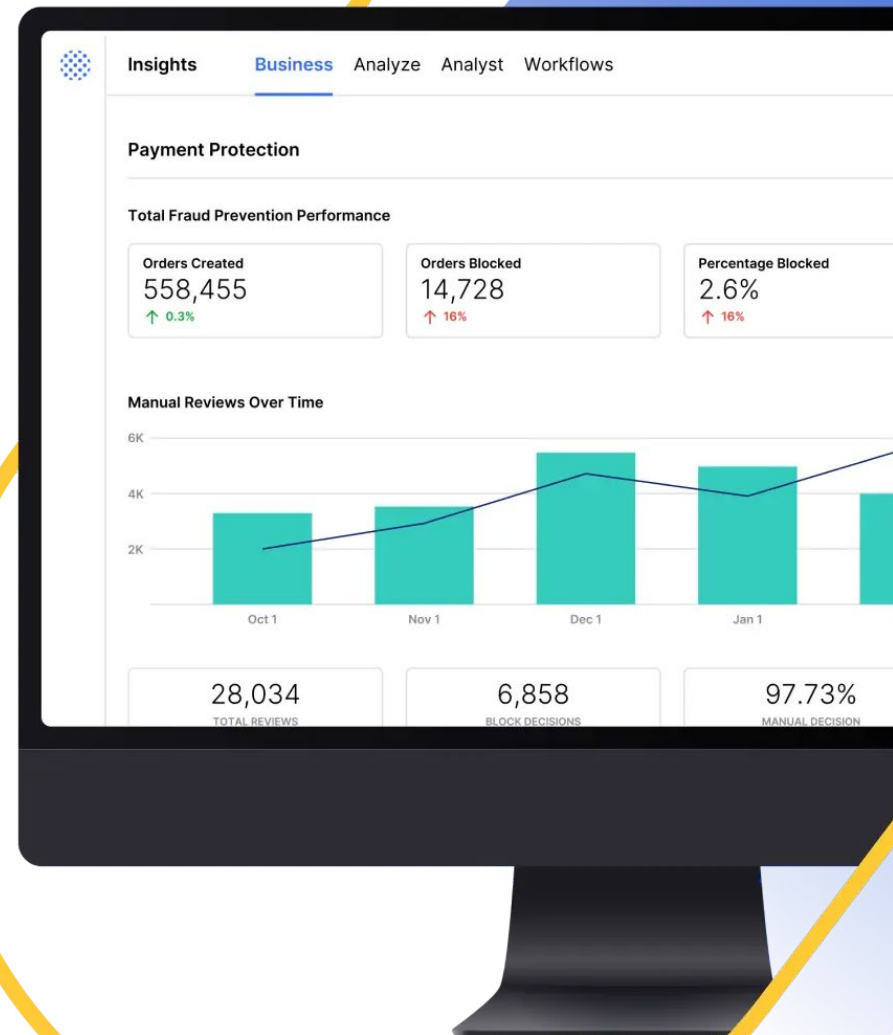 Insights Business Analyze Analyst Workflows
Payment Protection
Total Fraud Prevention Performance
Orders Created Orders Blocked Percentage Blocked
558,455 14,728 2.6%
↑ 0.3% ↑ 16% ↑ 16%
Manual Reviews Over Time
6K
4K
2K
Oct 1 Nov 1 Dec 1 Jan 1
28,034 6,858 97.73%
TOTAL REVIEWS BLOCK DECISIONS MANUAL DECISION